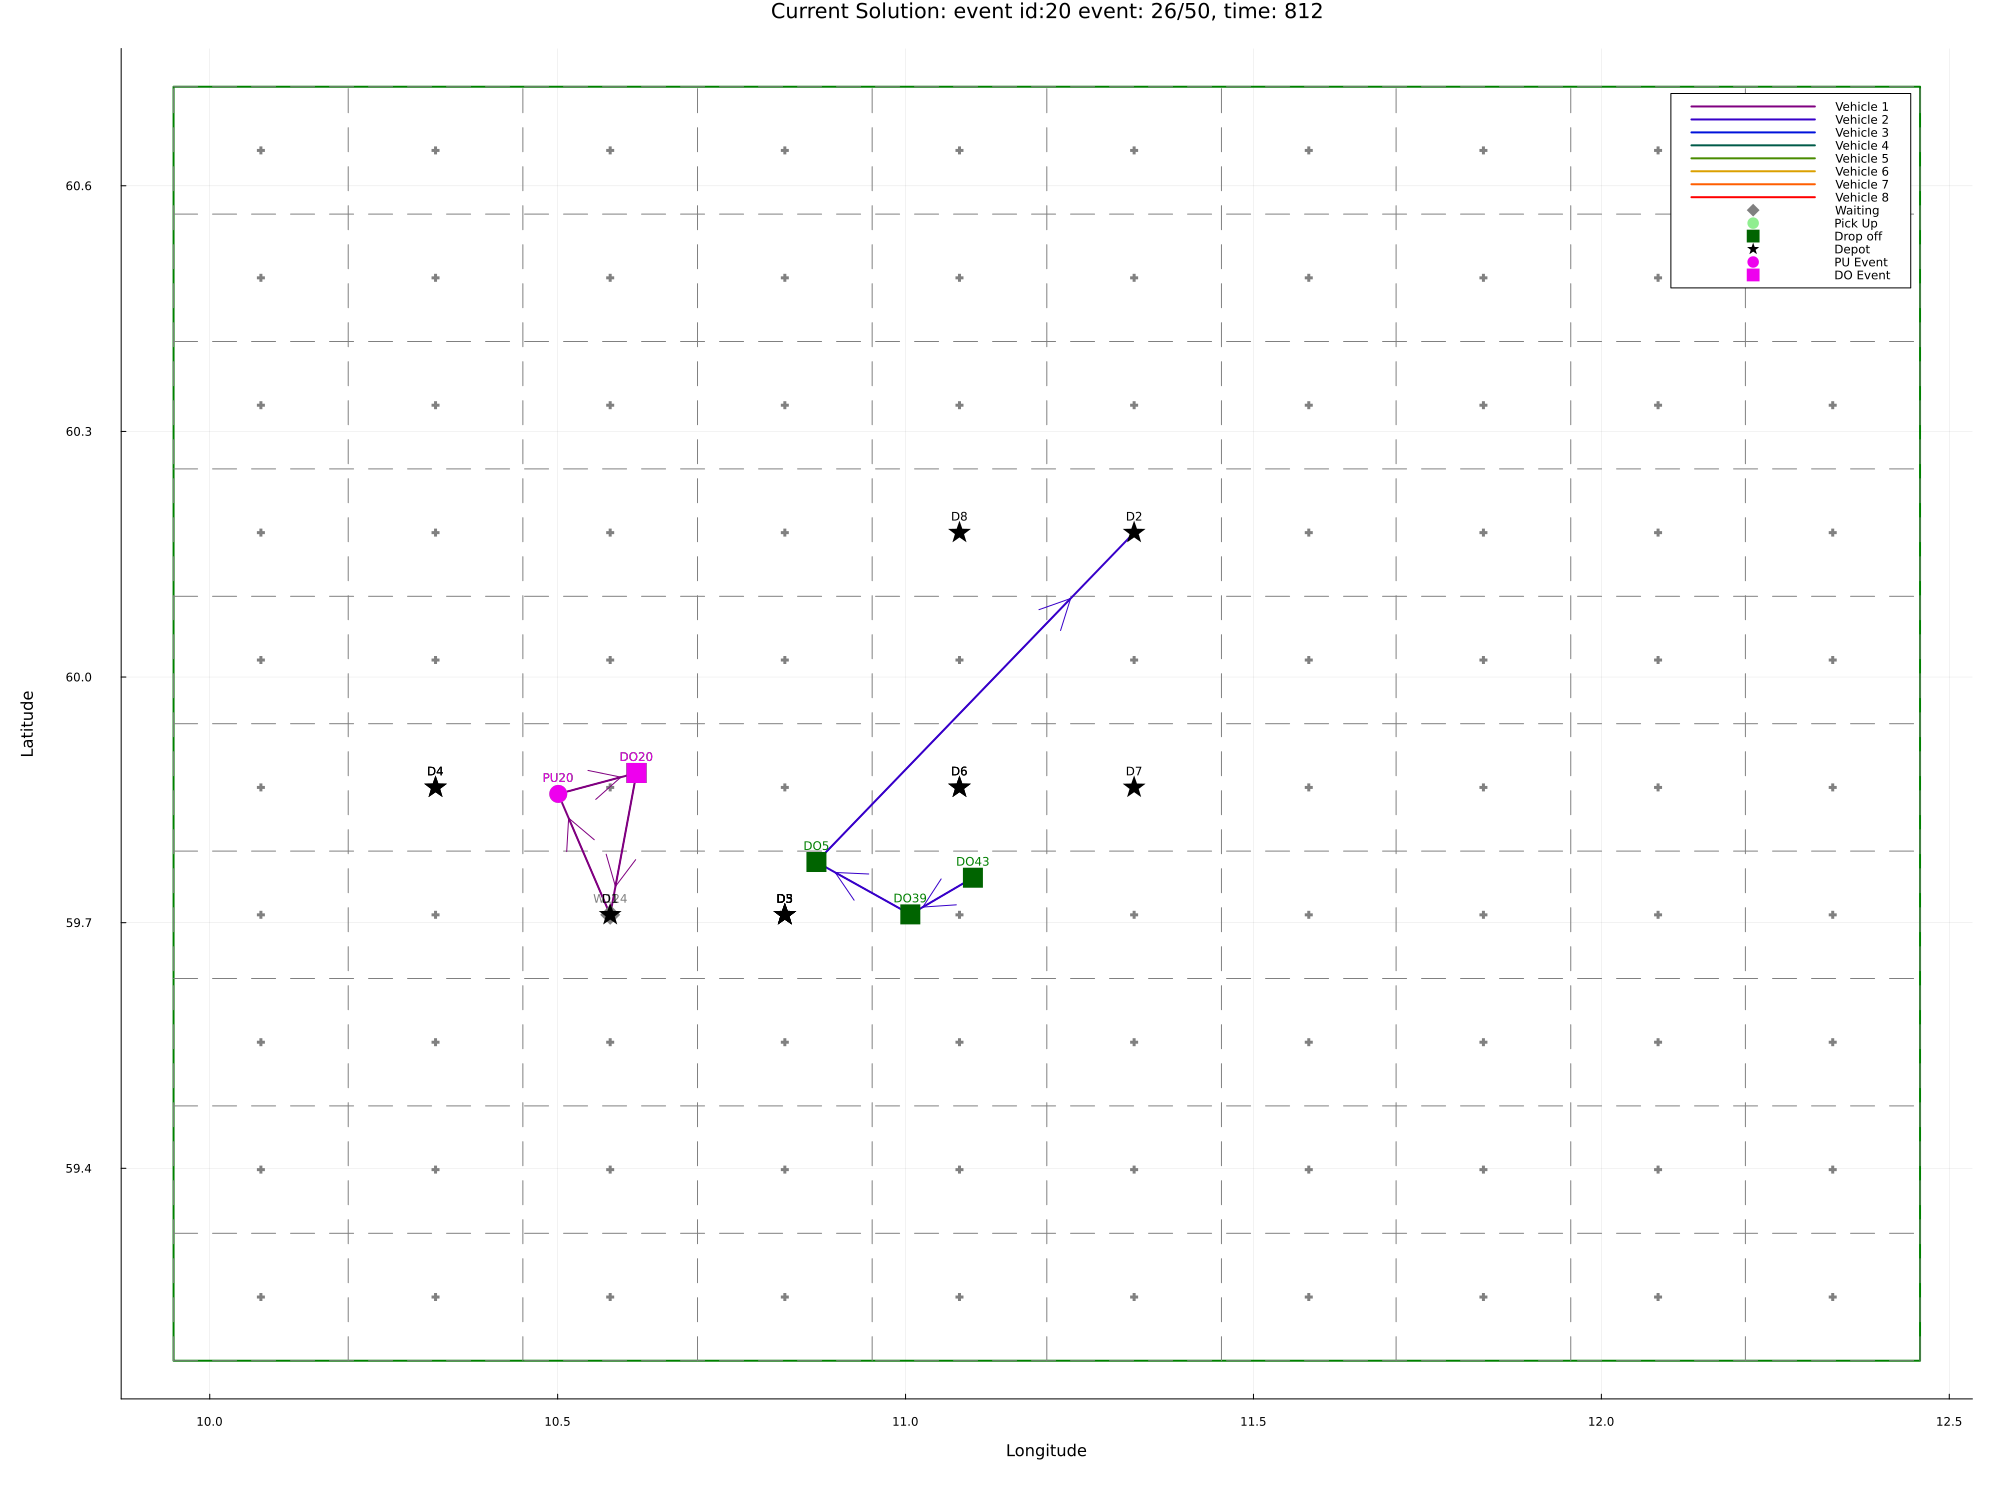 Current Solution: event id:20 event: 26/50, time: 812
Vehicle 1
Vehicle 2
Vehicle 3
Vehicle 4
Vehicle 5
Vehicle 6
Vehicle 7
Vehicle 8
Waiting
Pick Up
Drop off
Depot
PU Event
DO Event
60.6
60.3
60.0
59.7
59.4
Latitude
D8
D2
D4
PU20
DO20
D6
D7
DO5
DO43
DO39
D1
10.0
10.5
11.0
11.5
12.0
12.5
Longitude